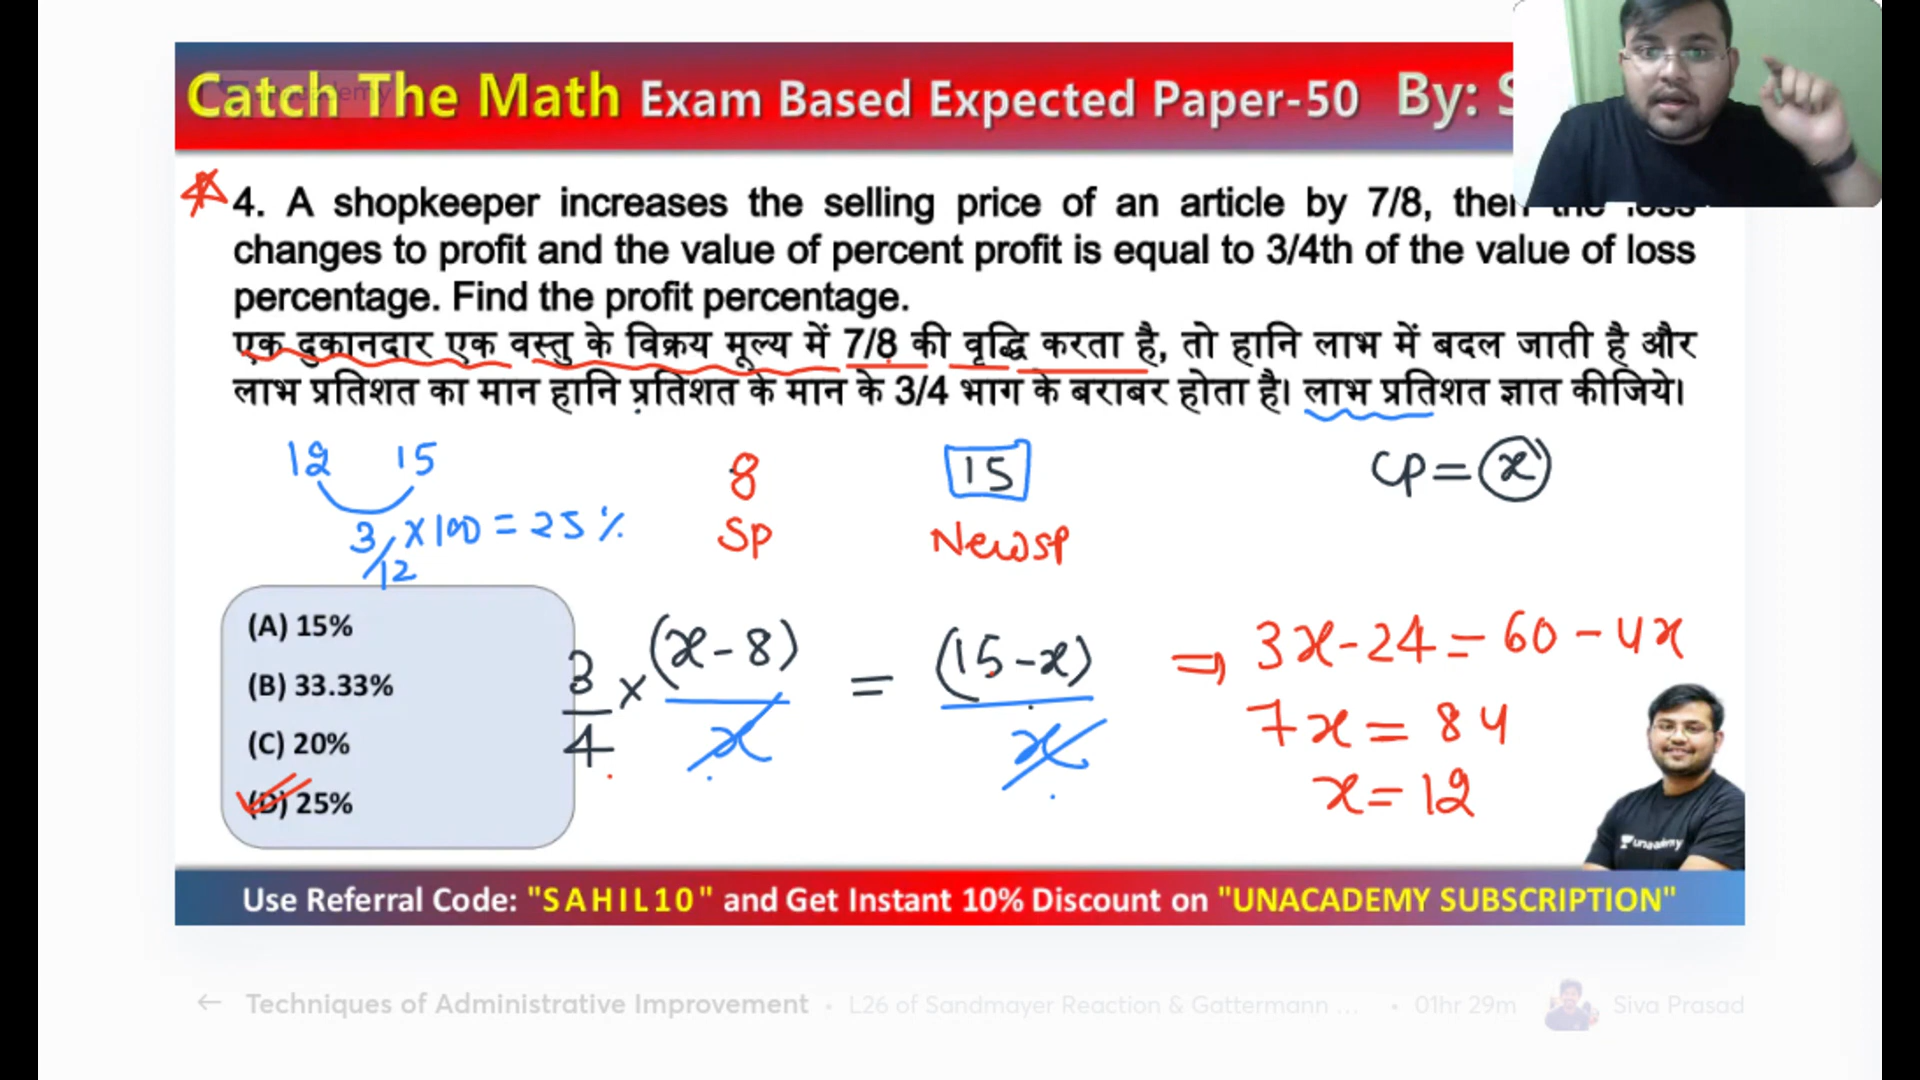 Catch The Math Exam Based Expected Paper-50 By: S
4. A shopkeeper increases the selling price of an article by 7/8, then the loss
changes to profit and the value of percent profit is equal to 3/4th of the value of loss
percentage. Find the profit percentage.
एक दुकानदार एक वस्तु के विक्रय मूल्य में 7/8 की वृद्धि करता है, तो हानि लाभ में बदल जाती है और
लाभ प्रतिशत का मान हानि प्रतिशत के मान के 3/4 भाग के बराबर होता है। लाभ प्रतिशत ज्ञात कीजिये।
12 15
3/12 × 100 = 25 %
8
SP
15
New SP
CP = x
(A) 15%
(B) 33.33%
(C) 20%
(D) 25%
3/4 × (x - 8)/x = (15 - x)/x
⇒ 3x - 24 = 60 - 4x
7x = 84
x = 12
unacademy
Use Referral Code: "SAHIL10" and Get Instant 10% Discount on "UNACADEMY SUBSCRIPTION"
← Techniques of Administrative Improvement • L26 of Sandmayer Reaction & Gattermann ... • 01hr 29m Siva Prasad